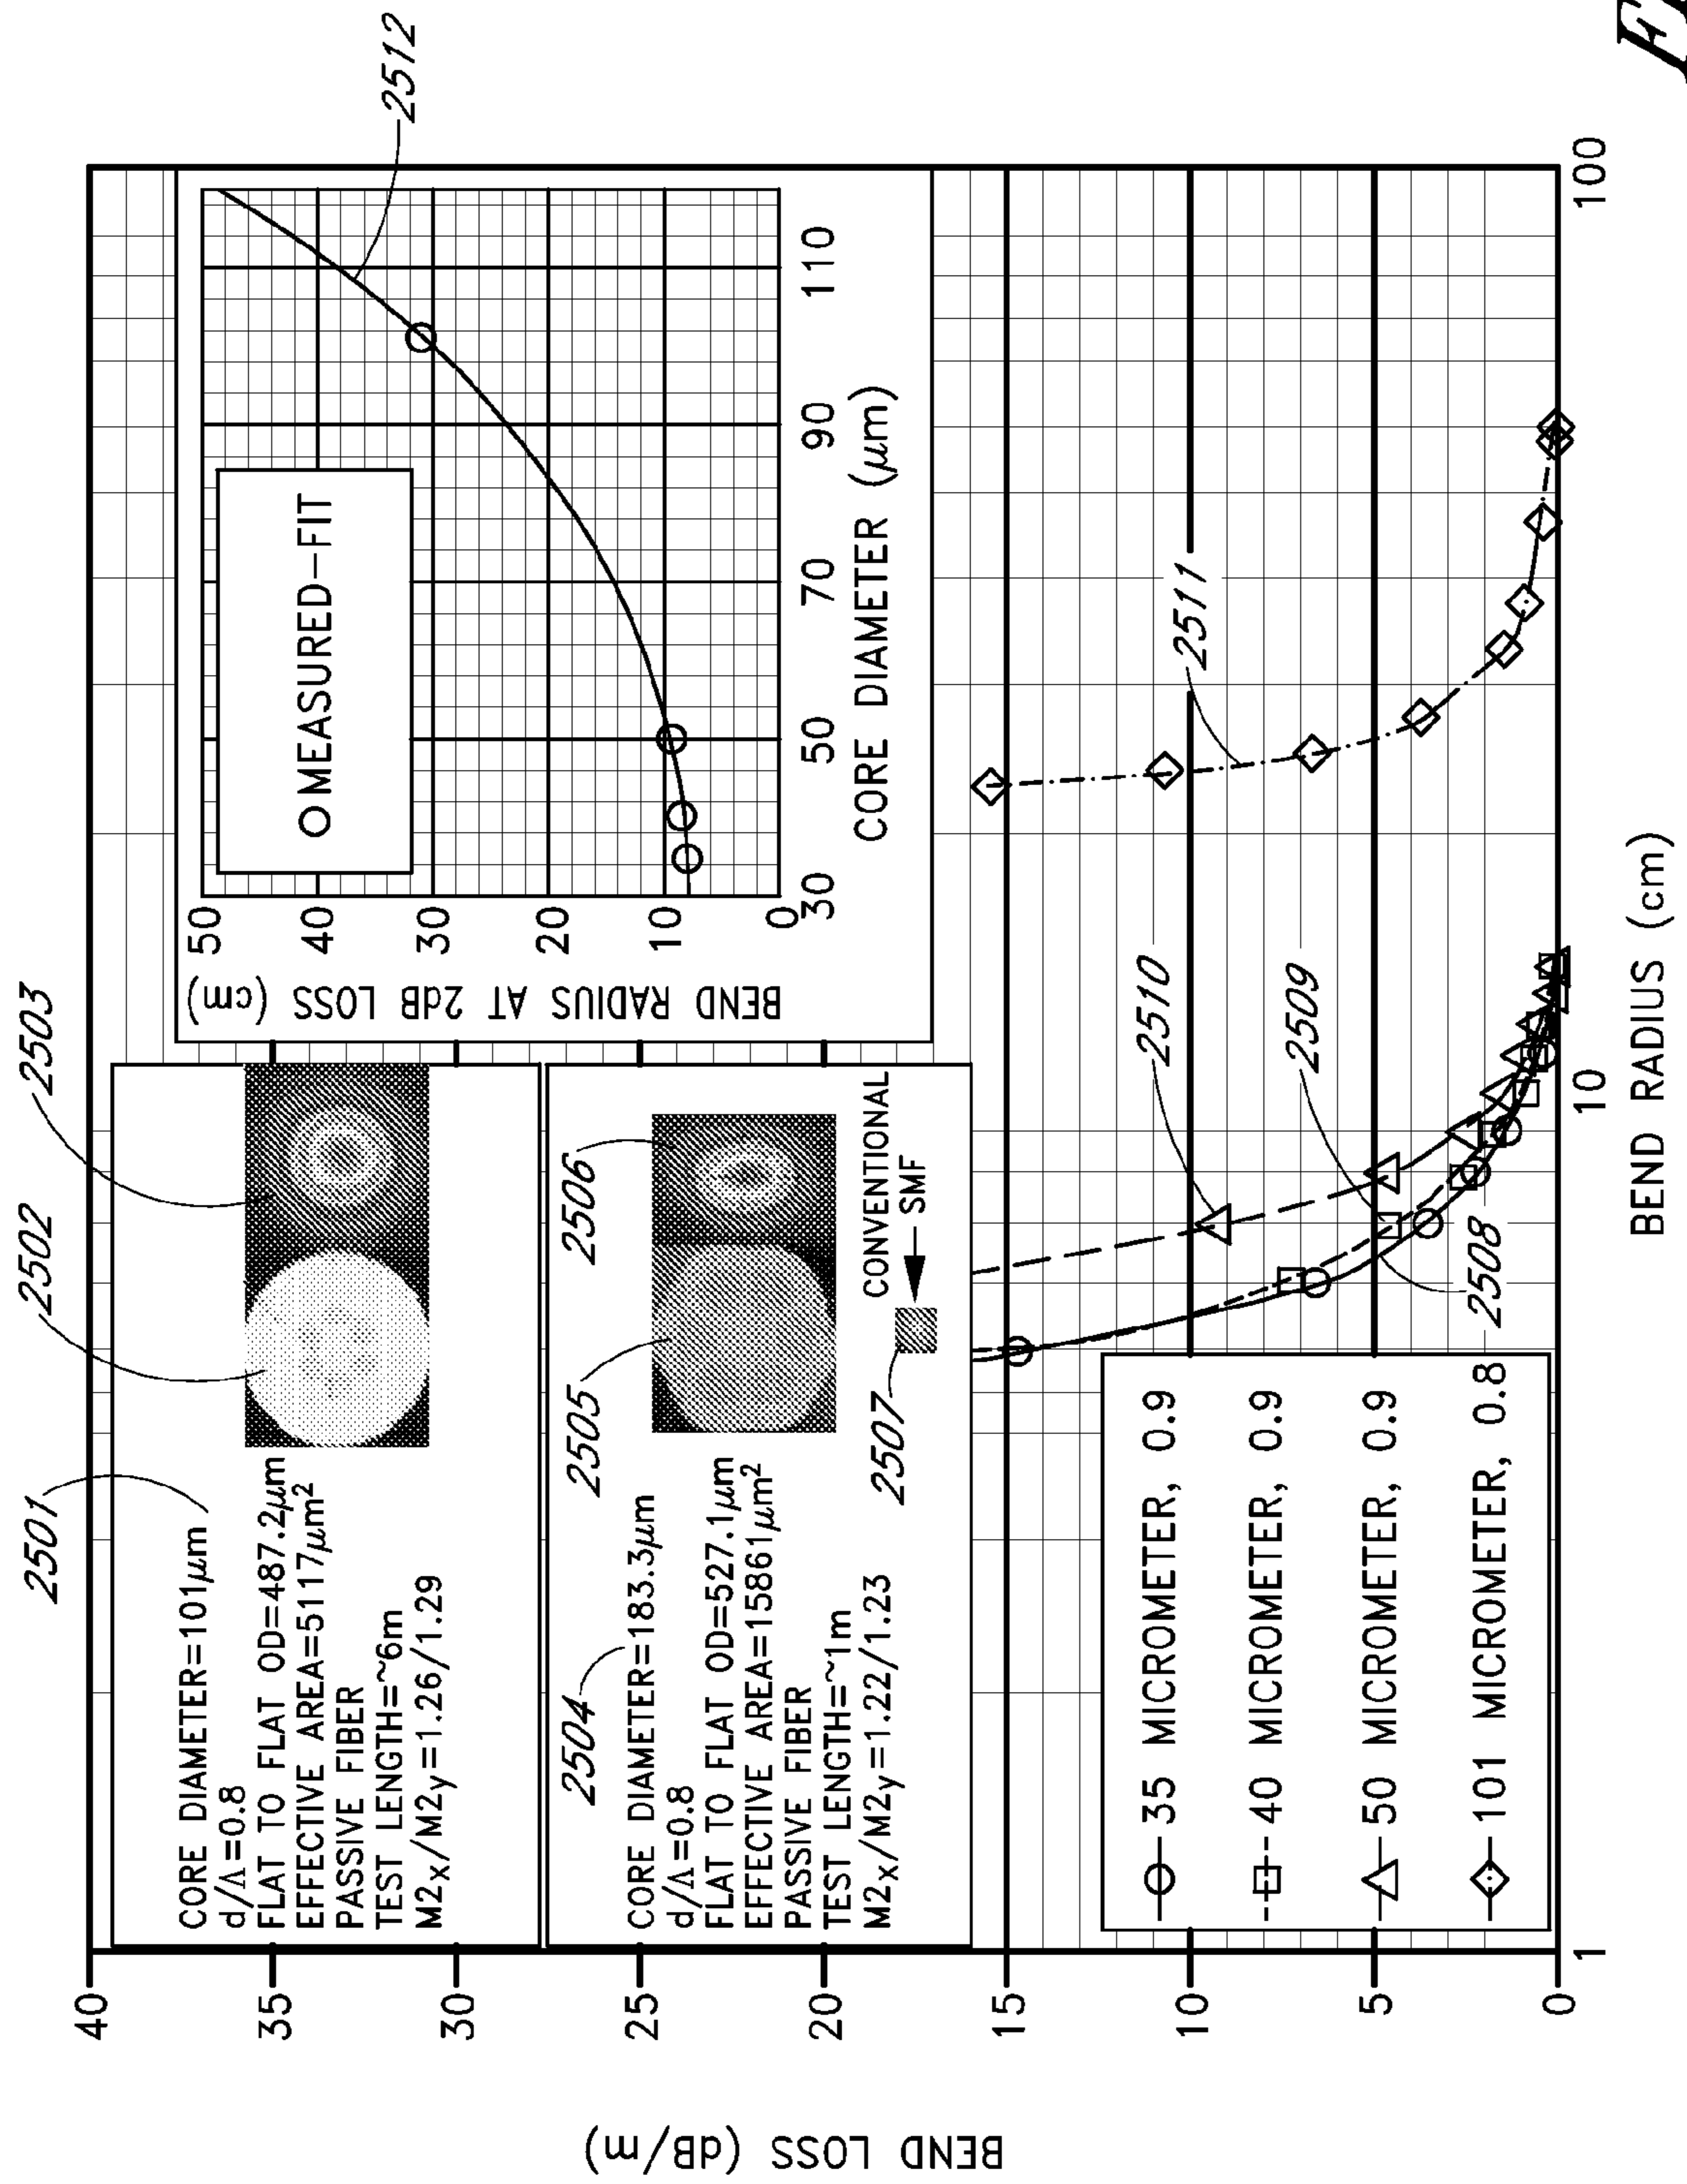 2501
2502
2503
CORE DIAMETER=101μm
d/Λ=0.8
FLAT TO FLAT OD=487.2μm
EFFECTIVE AREA=5117μm²
PASSIVE FIBER
TEST LENGTH=~6m
M2x/M2y=1.26/1.29
2504
2505
2506
CORE DIAMETER=183.3μm
d/Λ=0.8
FLAT TO FLAT OD=527.1μm
EFFECTIVE AREA=15861μm²
PASSIVE FIBER
TEST LENGTH=~1m
M2x/M2y=1.22/1.23
2507
CONVENTIONAL
SMF
2512
MEASURED-FIT
50
40
30
20
10
0
BEND RADIUS AT 2dB LOSS (cm)
30 50 70 90 110
CORE DIAMETER (μm)
2510
2511
2509
2508
35 MICROMETER, 0.9
40 MICROMETER, 0.9
50 MICROMETER, 0.9
101 MICROMETER, 0.8
40
35
30
25
20
15
10
5
0
BEND LOSS (dB/m)
1 10 100
BEND RADIUS (cm)